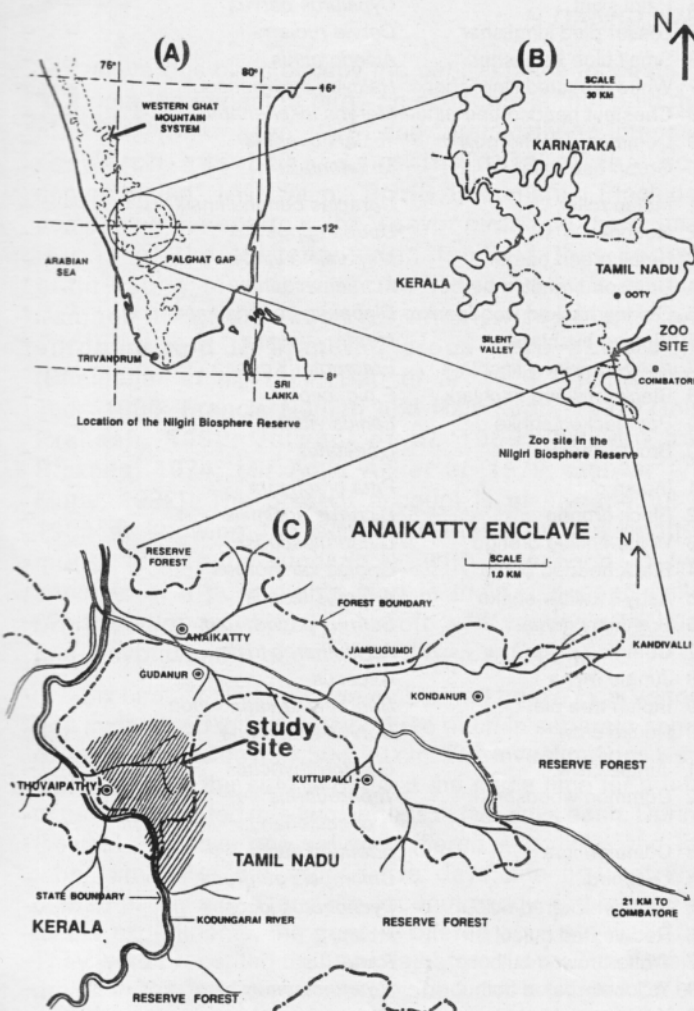 N
(A)
76°
80°
16°
WESTERN GHAT
MOUNTAIN
SYSTEM
12°
ARABIAN
SEA
PALGHAT GAP
TRIVANDRUM
8°
SRI
LANKA
Location of the Nilgiri Biosphere Reserve
(B)
SCALE
20 KM
KARNATAKA
TAMIL NADU
KERALA
OOTY
SILENT
VALLEY
ZOO
SITE
COIMBATORE
Zoo site in the
Nilgiri Biosphere Reserve
(C) ANAIKATTY ENCLAVE
SCALE
1.0 KM
N
RESERVE
FOREST
FOREST BOUNDARY
ANAIKATTY
JAMBUGUMDI
KANDIVALLI
GUDANUR
KONDANUR
study
site
RESERVE FOREST
THUVAIPATHY
KUTTUPALLI
TAMIL NADU
STATE BOUNDARY
KODUNGARAI RIVER
KERALA
21 KM TO
COIMBATORE
RESERVE FOREST
RESERVE FOREST